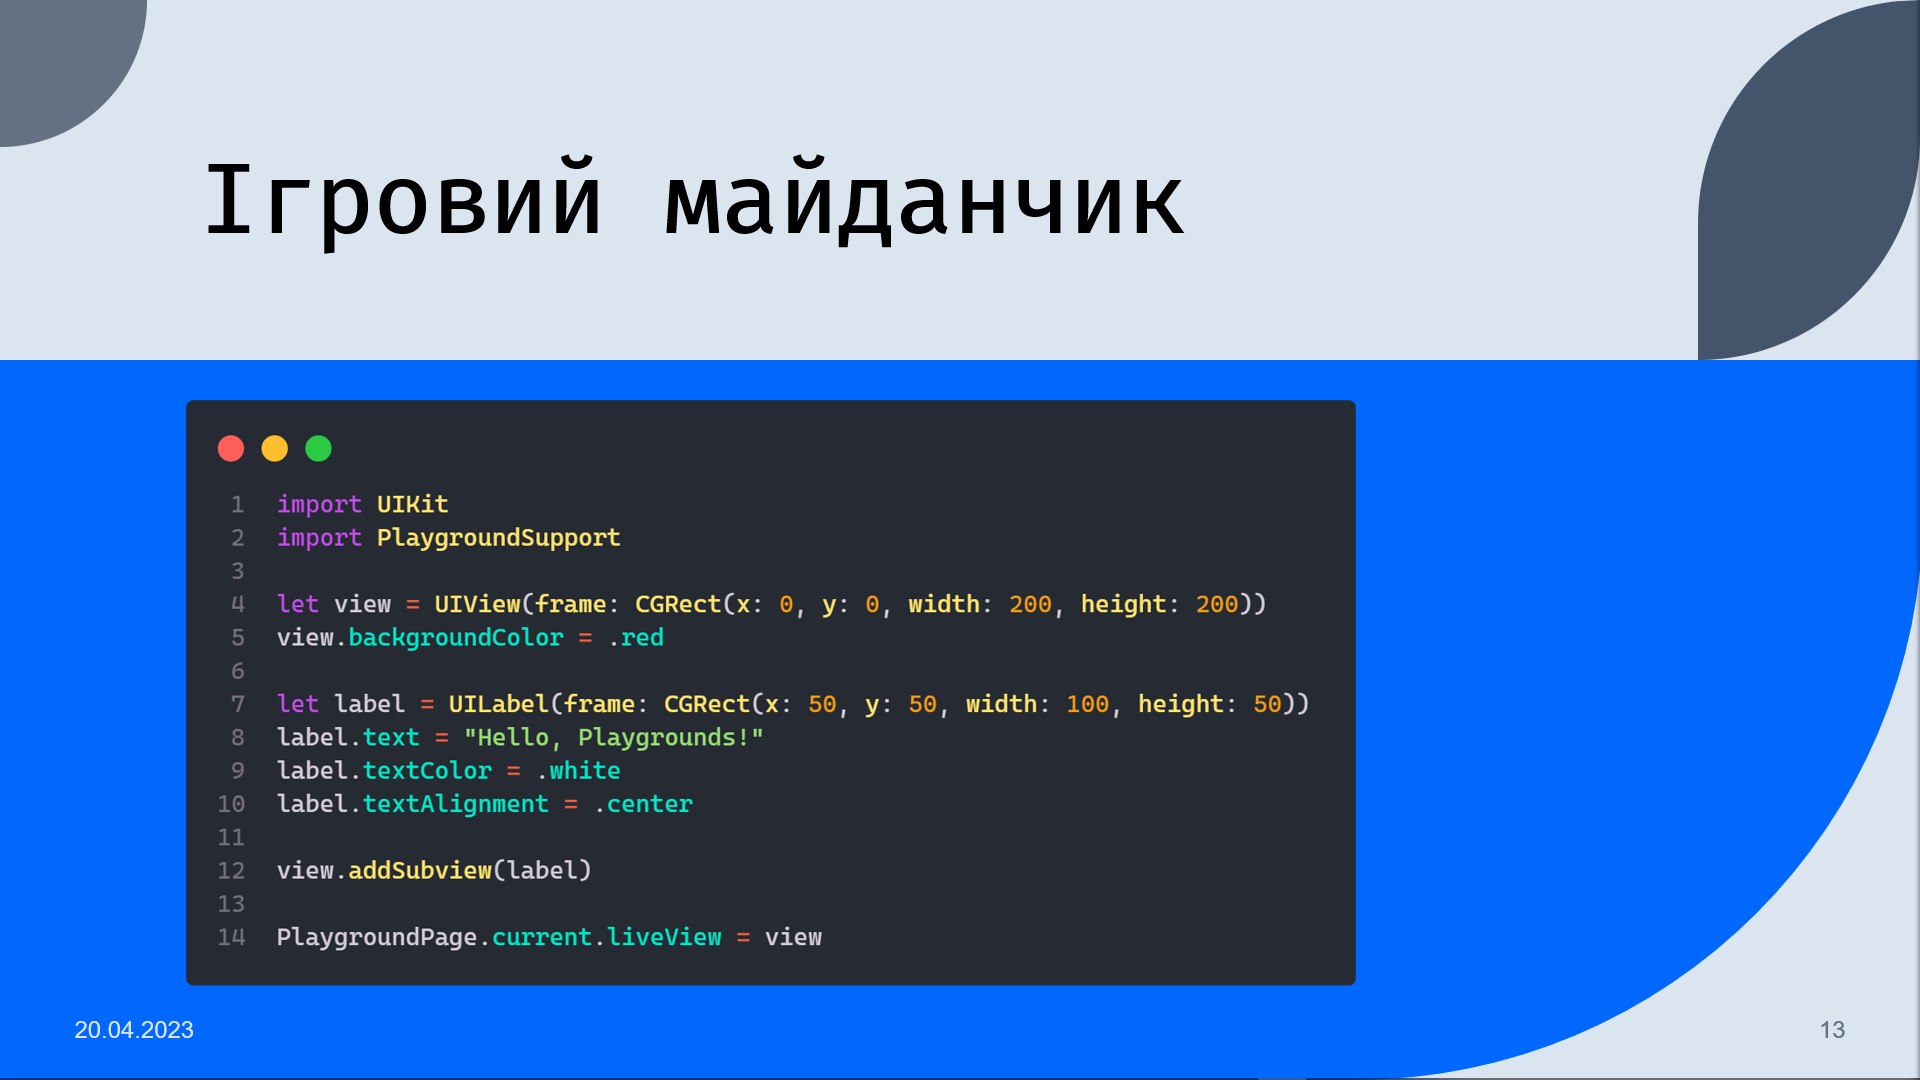 Ігровий майданчик
1 import UIKit
2 import PlaygroundSupport
3
4 let view = UIView(frame: CGRect(x: 0, y: 0, width: 200, height: 200))
5 view.backgroundColor = .red
6
7 let label = UILabel(frame: CGRect(x: 50, y: 50, width: 100, height: 50))
8 label.text = "Hello, Playgrounds!"
9 label.textColor = .white
10 label.textAlignment = .center
11
12 view.addSubview(label)
13
14 PlaygroundPage.current.liveView = view
20.04.2023
13